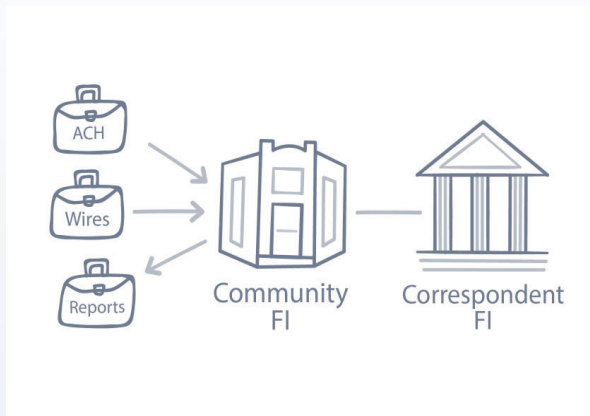 ACH
Wires
Reports
Community
FI
Correspondent
FI